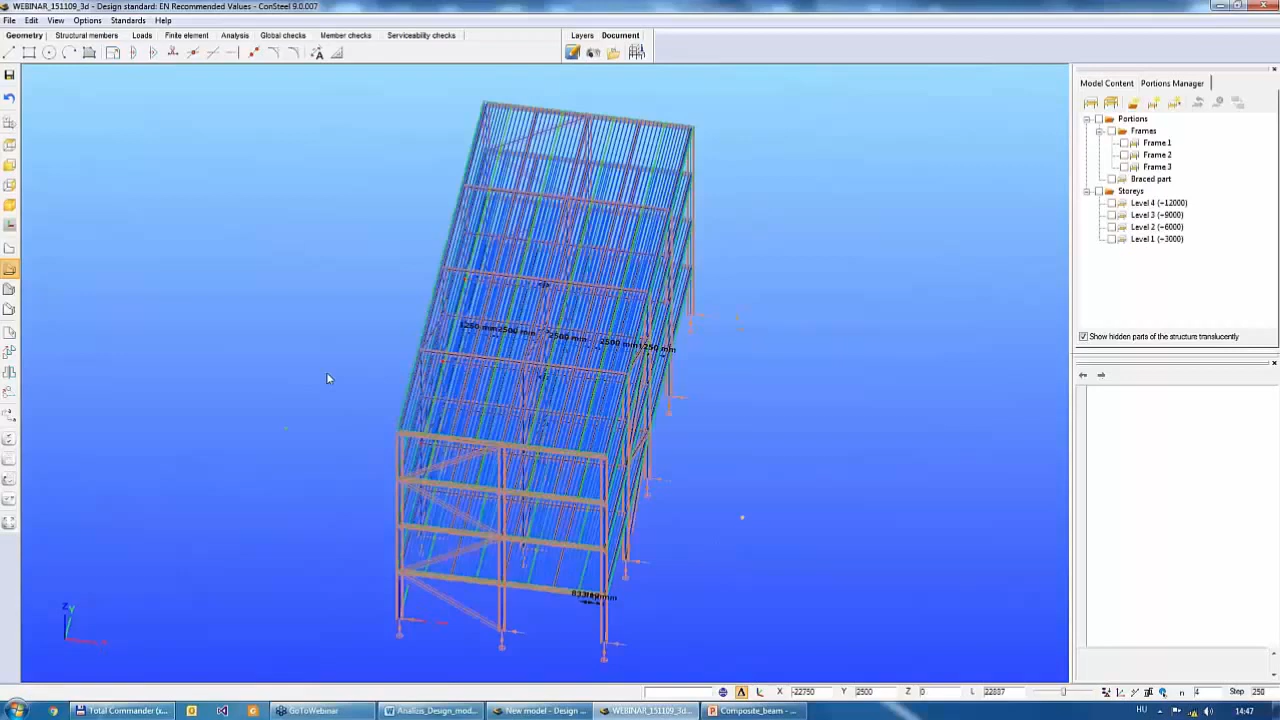 WEBINAR_151109_3d - Design standard: EN Recommended Values - ConSteel 9.0.007
File Edit View Options Standards Help
Geometry Structural members Loads Finite element Analysis Global checks Member checks Serviceability checks Layers Document
Model Content Portions Manager
Portions
Frames
Frame 1
Frame 2
Frame 3
Braced part
Storeys
Level 4 (=12000)
Level 3 (=9000)
Level 2 (=6000)
Level 1 (=3000)
Show hidden parts of the structure translucently
1250 mm 2500 mm 2500 mm 2500 mm 1250 mm
Z Y X
X -22750 Y 2500 Z 0 L 22887 n 4 Step 250
Total Commander (x... GoToWebinar Analízis_Design_mod... New model - Design ... WEBINAR_151109_3d... Composite_beam - ... HU 14:47